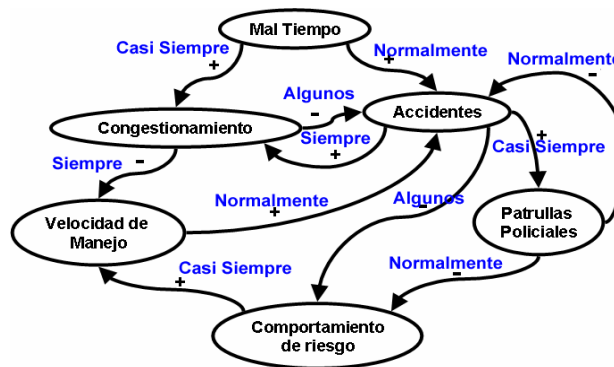 Mal Tiempo
Casi Siempre
+
Normalmente
+
Normalmente
-
Algunos
-
Congestionamiento
Accidentes
Siempre
+
+
Casi Siempre
Siempre -
Normalmente
+
Algunos
-
Velocidad de
Manejo
Patrullas
Policiales
Casi Siempre
+
Normalmente
-
Comportamiento
de riesgo